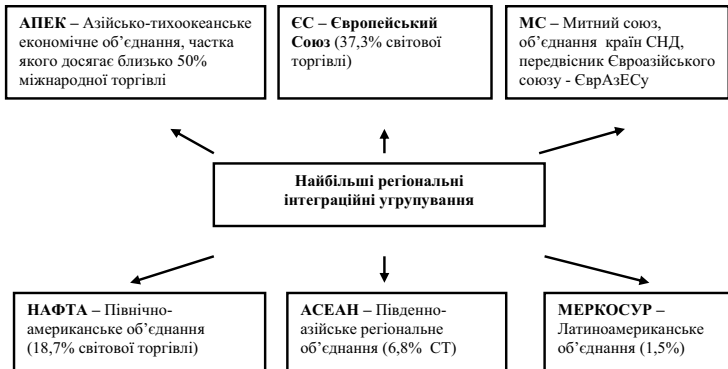 АПЕК – Азійсько-тихоокеанське
економічне об’єднання, частка
якого досягає близько 50%
міжнародної торгівлі
ЄС – Європейський
Союз (37,3% світової
торгівлі)
МС – Митний союз,
об’єднання країн СНД,
передвісник Євроазійського
союзу - ЄврАзЕСу
Найбільші регіональні
інтеграційні угрупування
НАФТА – Північно-
американське об’єднання
(18,7% світової торгівлі)
АСЕАН – Південно-
азійське регіональне
об’єднання (6,8% СТ)
МЕРКОСУР –
Латиноамериканське
об’єднання (1,5%)